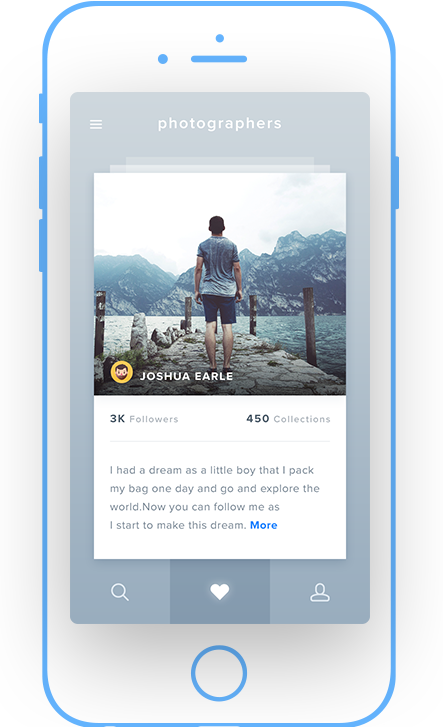 photographers
JOSHUA EARLE
3K Followers 450 Collections
I had a dream as a little boy that I pack
my bag one day and go and explore the
world.Now you can follow me as
I start to make this dream. More